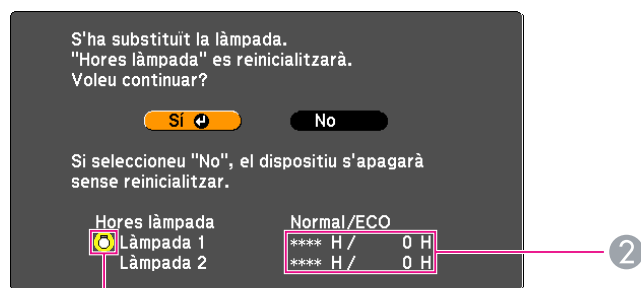 S'ha substituït la làmpada.
"Hores làmpada" es reinicialitzarà.
Voleu continuar?
Sí No
Si seleccioneu "No", el dispositiu s'apagarà
sense reinicialitzar.
Hores làmpada Normal/ECO
Làmpada 1 **** H / 0 H
Làmpada 2 **** H / 0 H
2